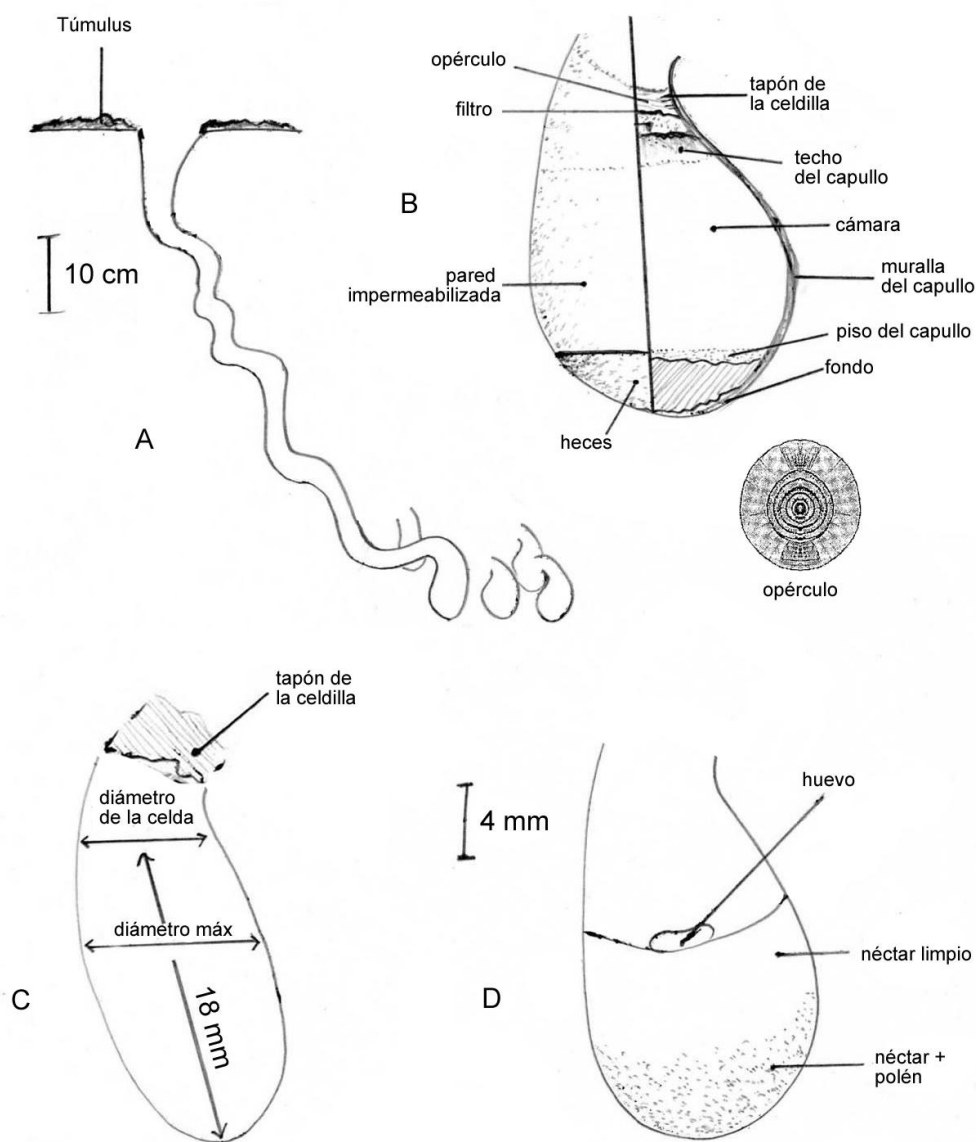 Túmulus
10 cm
A
opérculo
filtro
B
pared
impermeabilizada
heces
tapón de
la celdilla
techo
del capullo
cámara
muralla
del capullo
piso del capullo
fondo
opérculo
tapón de
la celdilla
diámetro
de la celda
diámetro máx
18 mm
C
4 mm
huevo
néctar limpio
D
néctar +
polén